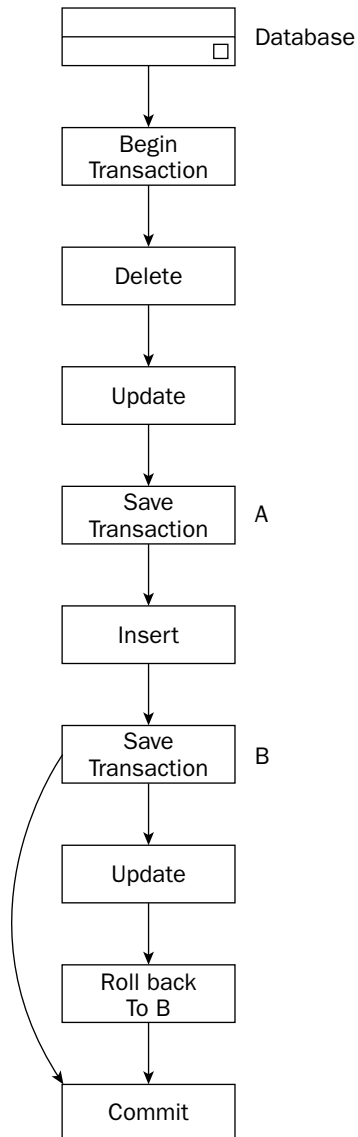 Database
Begin
Transaction
Delete
Update
Save
Transaction
A
Insert
Save
Transaction
B
Update
Roll back
To B
Commit